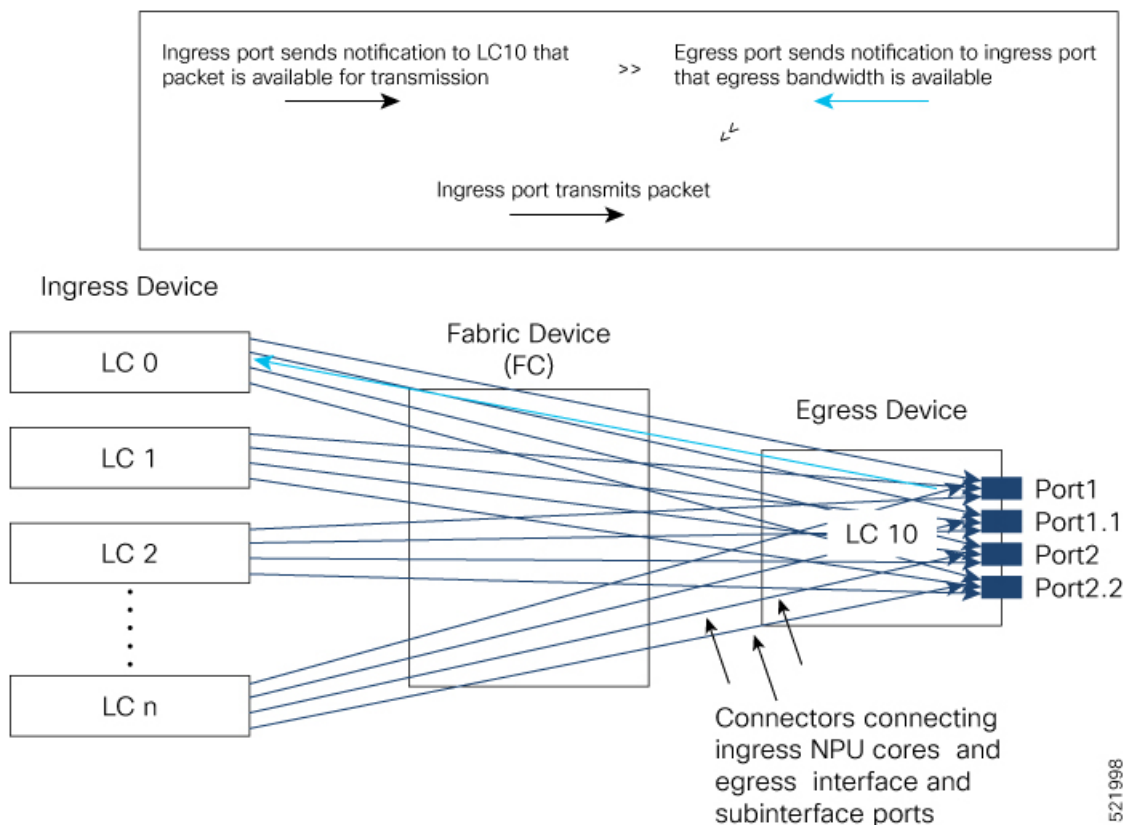 Ingress port sends notification to LC10 that
packet is available for transmission
>>
Egress port sends notification to ingress port
that egress bandwidth is available
>>
Ingress port transmits packet
Ingress Device
LC 0
LC 1
LC 2
LC n
Fabric Device
(FC)
Egress Device
LC 10
Port1
Port1.1
Port2
Port2.2
Connectors connecting
ingress NPU cores and
egress interface and
subinterface ports
521998